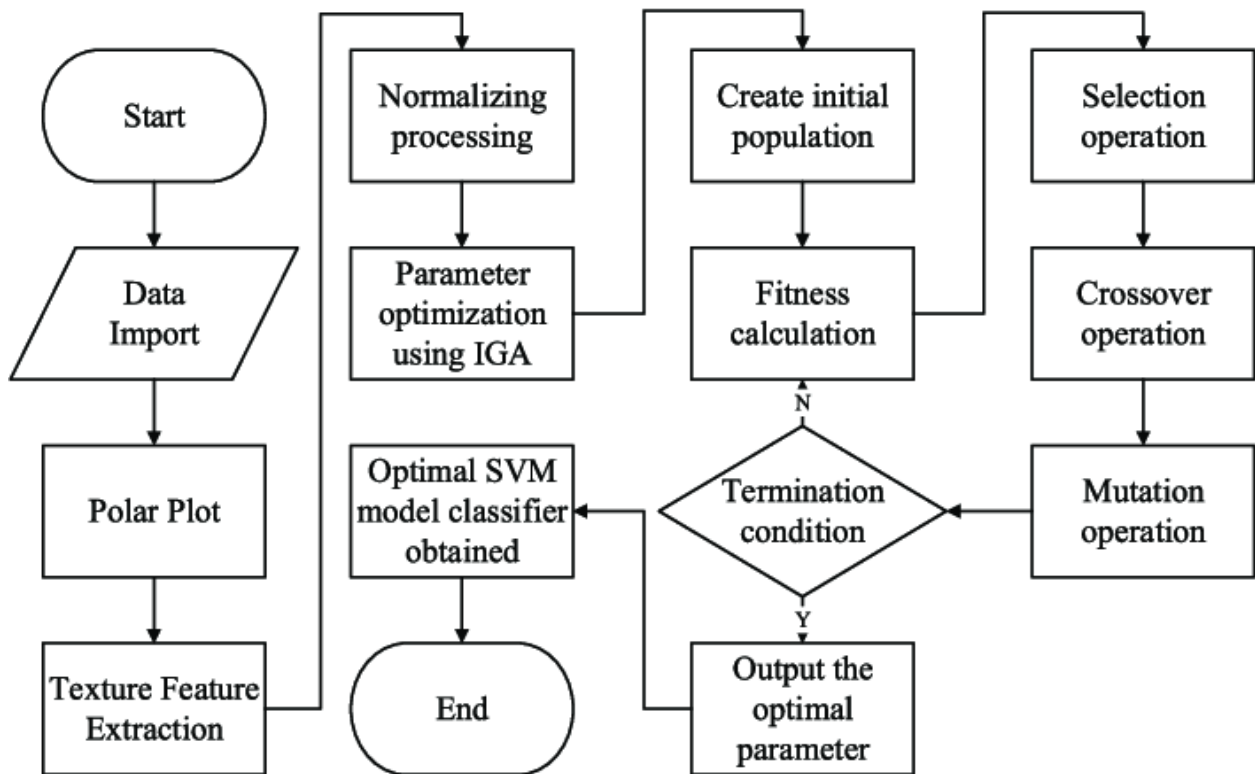 Start
Data
Import
Polar Plot
Texture Feature
Extraction
Normalizing
processing
Parameter
optimization
using IGA
Create initial
population
Fitness
calculation
Selection
operation
Crossover
operation
Mutation
operation
Termination
condition
N
Y
Output the
optimal
parameter
Optimal SVM
model classifier
obtained
End